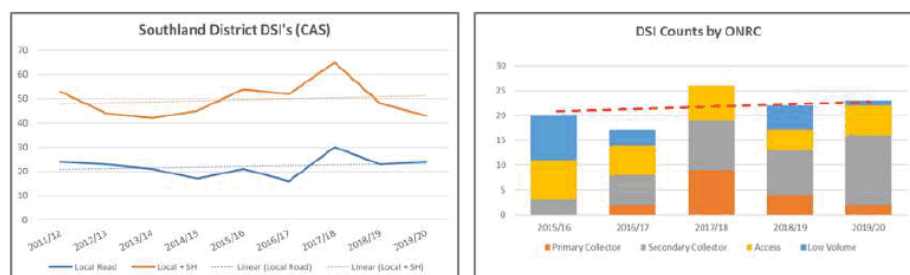 Southland District DSI's (CAS)
70
60
50
40
30
20
10
0
2011/12 2012/13 2013/14 2014/15 2015/16 2016/17 2017/18 2018/19 2019/20
Local Road Local + SH Linear (Local Road) Linear (Local + SH)
DSI Counts by ONRC
30
25
20
15
10
5
0
2015/16 2016/17 2017/18 2018/19 2019/20
Primary Collector Secondary Collector Access Low Volume